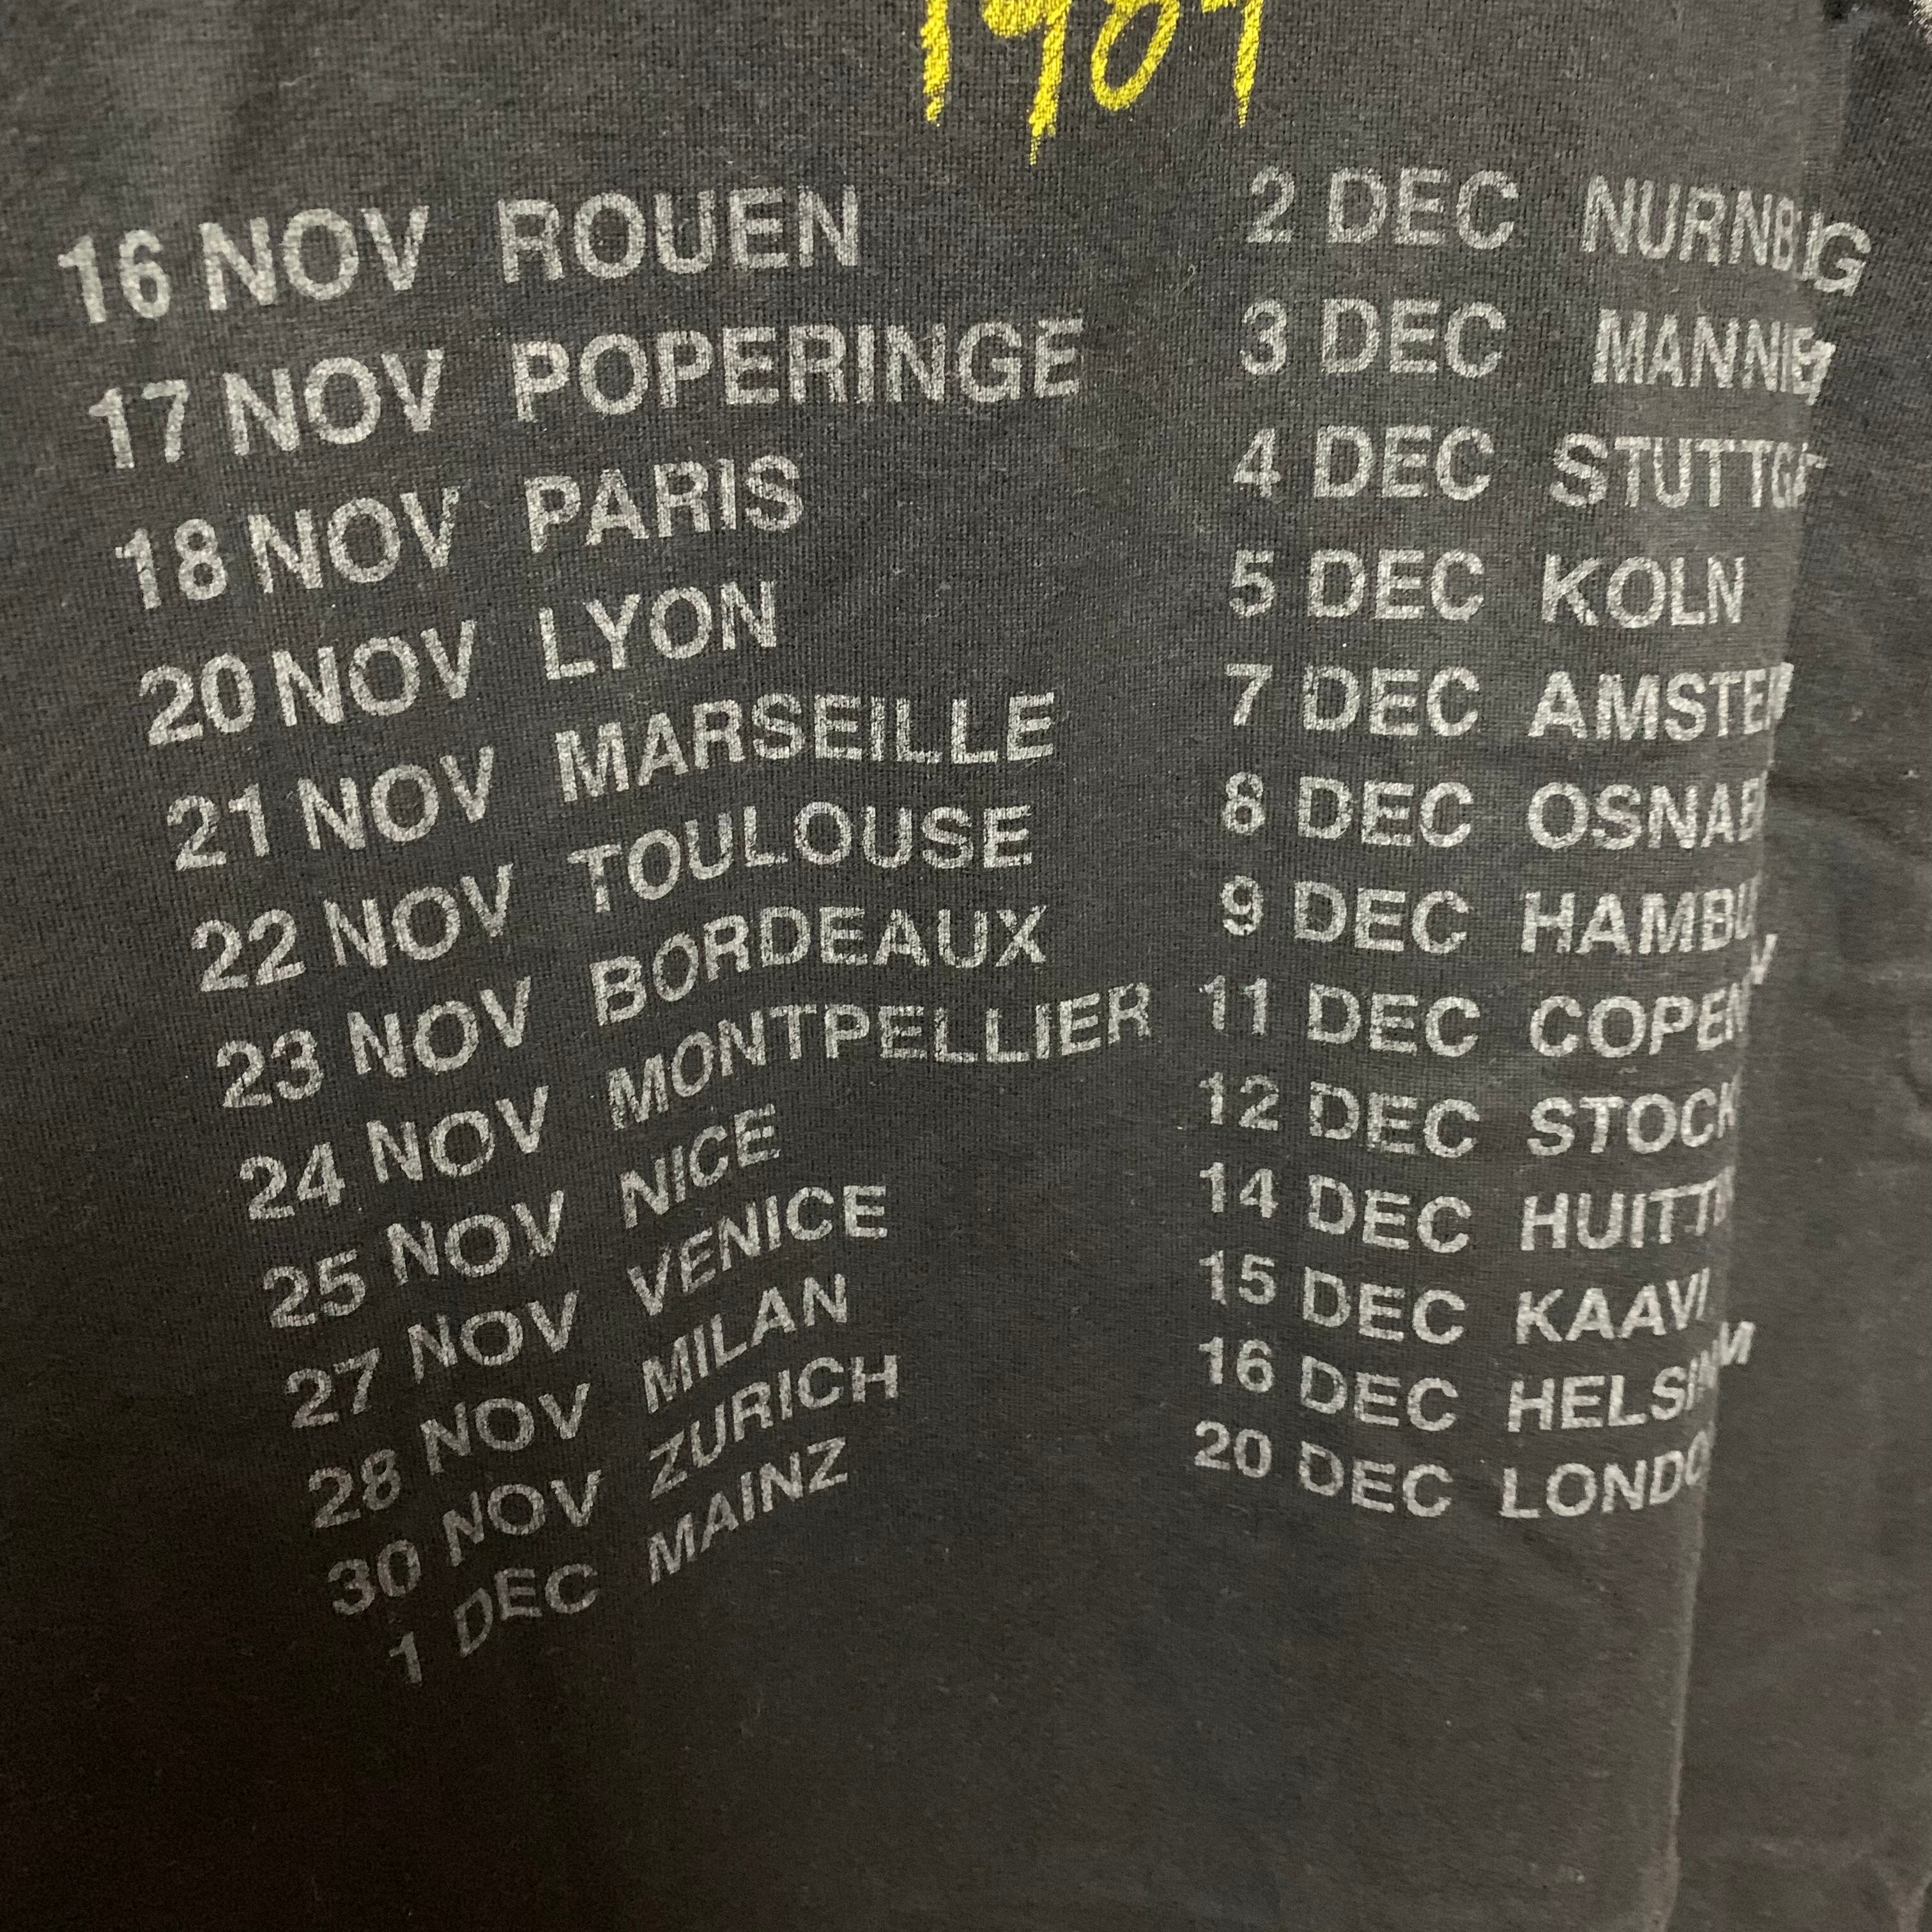 1989
16 NOV ROUEN
17 NOV POPERINGE
18 NOV PARIS
20 NOV LYON
21 NOV MARSEILLE
22 NOV TOULOUSE
23 NOV BORDEAUX
24 NOV MONTPELLIER
25 NOV NICE
27 NOV VENICE
28 NOV MILAN
30 NOV ZURICH
1 DEC MAINZ
2 DEC
3 DEC
4 DEC
5 DEC KOLN
7 DEC
8 DEC
9 DEC
11 DEC
12 DEC
14 DEC
15 DEC KAAVI
16 DEC
20 DEC